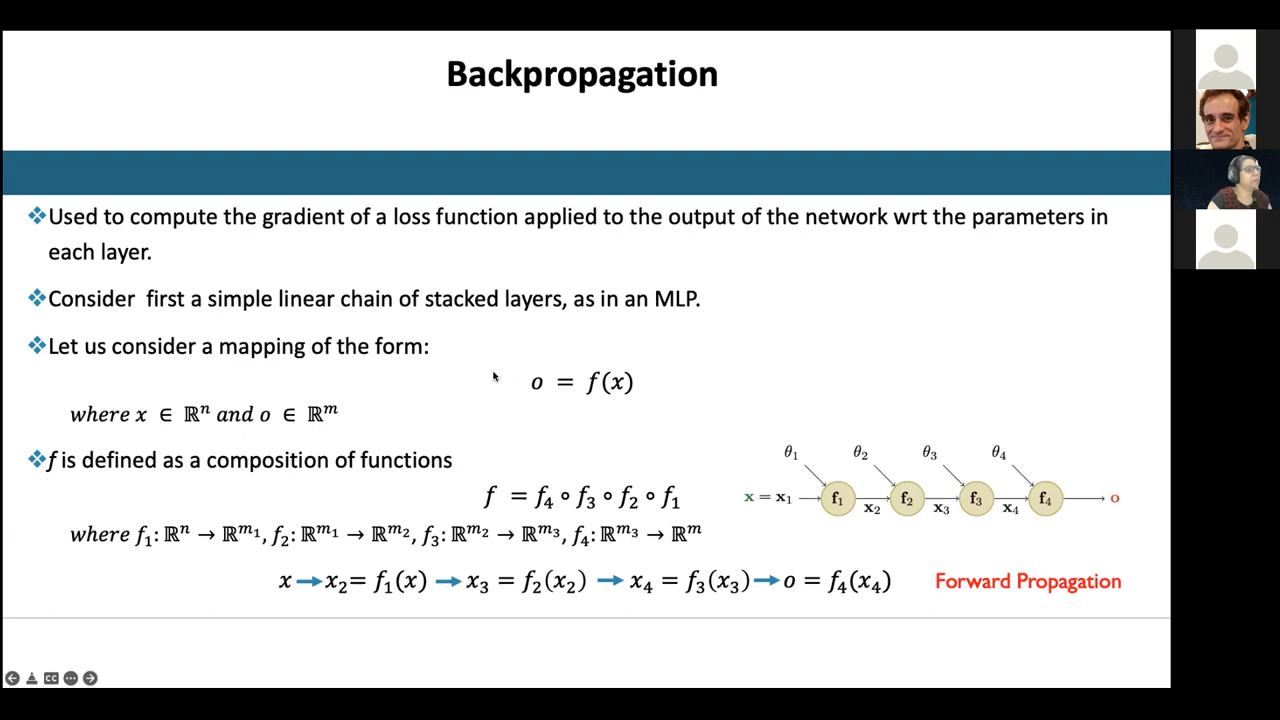 Backpropagation
❖Used to compute the gradient of a loss function applied to the output of the network wrt the parameters in
each layer.
❖Consider first a simple linear chain of stacked layers, as in an MLP.
❖Let us consider a mapping of the form:
o = f(x)
where x ∈ ℝⁿ and o ∈ ℝᵐ
❖f is defined as a composition of functions
f = f₄ ∘ f₃ ∘ f₂ ∘ f₁
where f₁: ℝⁿ → ℝ^{m₁}, f₂: ℝ^{m₁} → ℝ^{m₂}, f₃: ℝ^{m₂} → ℝ^{m₃}, f₄: ℝ^{m₃} → ℝᵐ
θ₁ θ₂ θ₃ θ₄
x = x₁ f₁ x₂ f₂ x₃ f₃ x₄ f₄ o
x → x₂= f₁(x) → x₃ = f₂(x₂) → x₄ = f₃(x₃) → o = f₄(x₄) Forward Propagation
CC